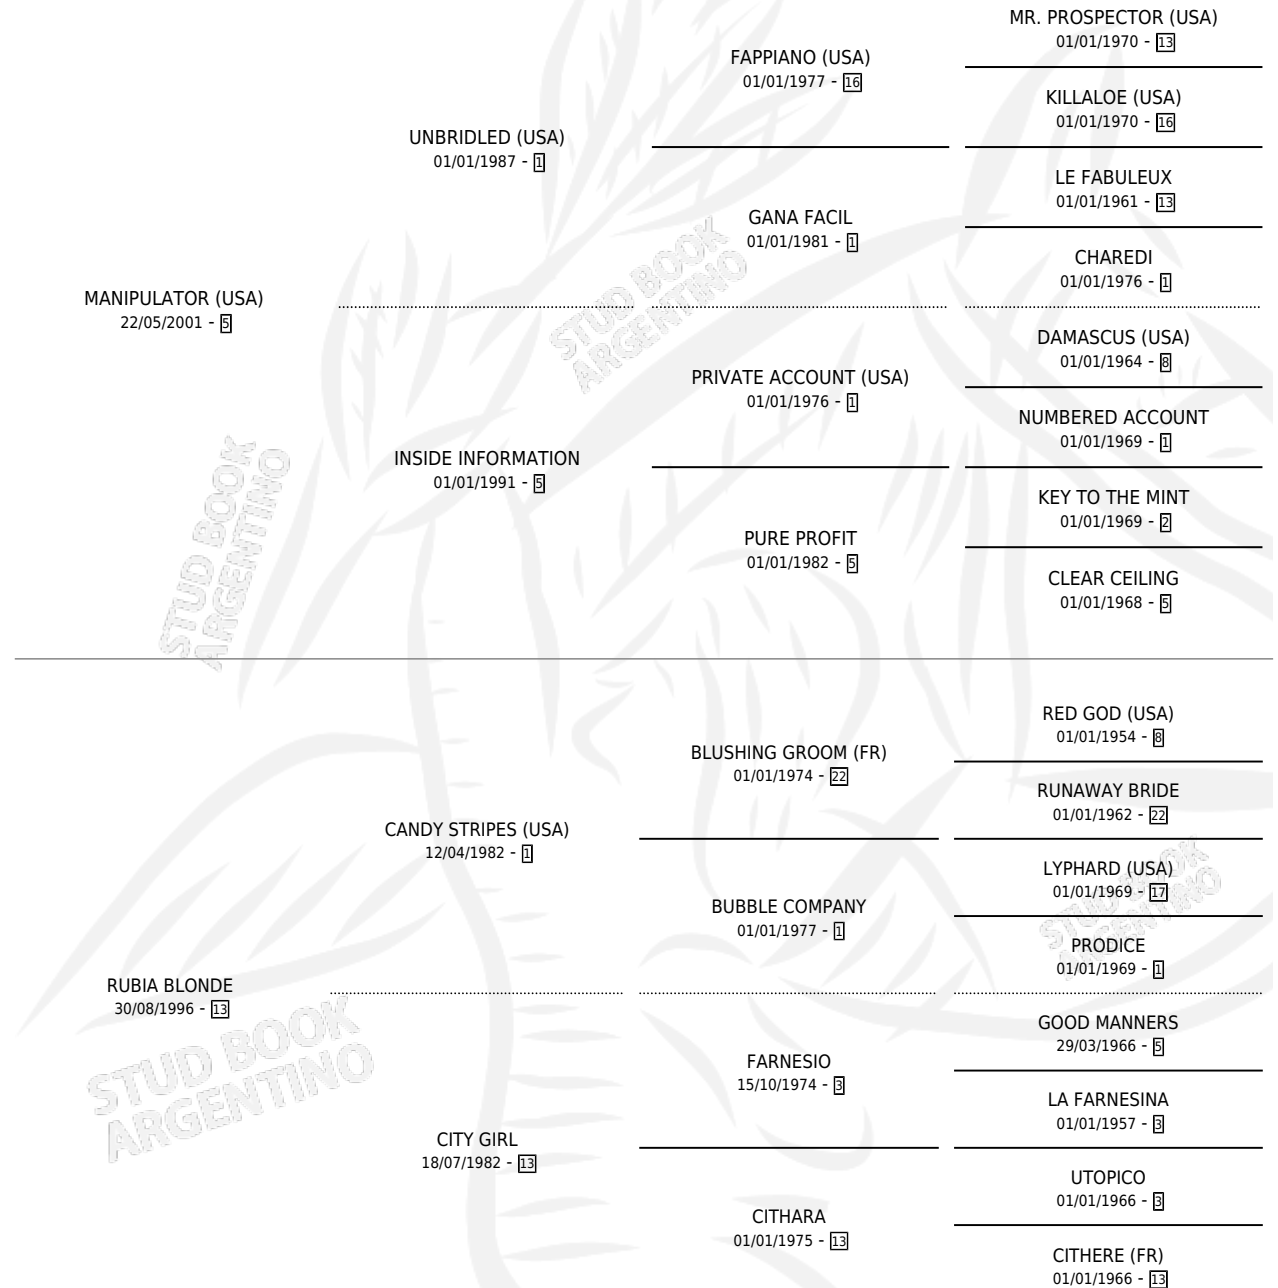 MR. PROSPECTOR (USA)
01/01/1970 - 13
FAPPIANO (USA)
01/01/1977 - 16
KILLALOE (USA)
01/01/1970 - 16
UNBRIDLED (USA)
01/01/1987 - 1
LE FABULEUX
01/01/1961 - 13
GANA FACIL
01/01/1981 - 1
CHAREDI
01/01/1976 - 1
MANIPULATOR (USA)
22/05/2001 - 5
DAMASCUS (USA)
01/01/1964 - 8
PRIVATE ACCOUNT (USA)
01/01/1976 - 1
NUMBERED ACCOUNT
01/01/1969 - 1
INSIDE INFORMATION
01/01/1991 - 5
KEY TO THE MINT
01/01/1969 - 2
PURE PROFIT
01/01/1982 - 5
CLEAR CEILING
01/01/1968 - 5
RED GOD (USA)
01/01/1954 - 8
BLUSHING GROOM (FR)
01/01/1974 - 22
RUNAWAY BRIDE
01/01/1962 - 22
CANDY STRIPES (USA)
12/04/1982 - 1
LYPHARD (USA)
01/01/1969 - 17
BUBBLE COMPANY
01/01/1977 - 1
PRODICE
01/01/1969 - 1
RUBIA BLONDE
30/08/1996 - 13
GOOD MANNERS
29/03/1966 - 5
FARNESIO
15/10/1974 - 3
LA FARNESINA
01/01/1957 - 3
CITY GIRL
18/07/1982 - 13
UTOPICO
01/01/1966 - 3
CITHARA
01/01/1975 - 13
CITHERE (FR)
01/01/1966 - 13
STUD BOOK
ARGENTINO
STUD BOOK
ARGENTINO
STUD BOOK
ARGENTINO
STUD BOOK
ARGENTINO